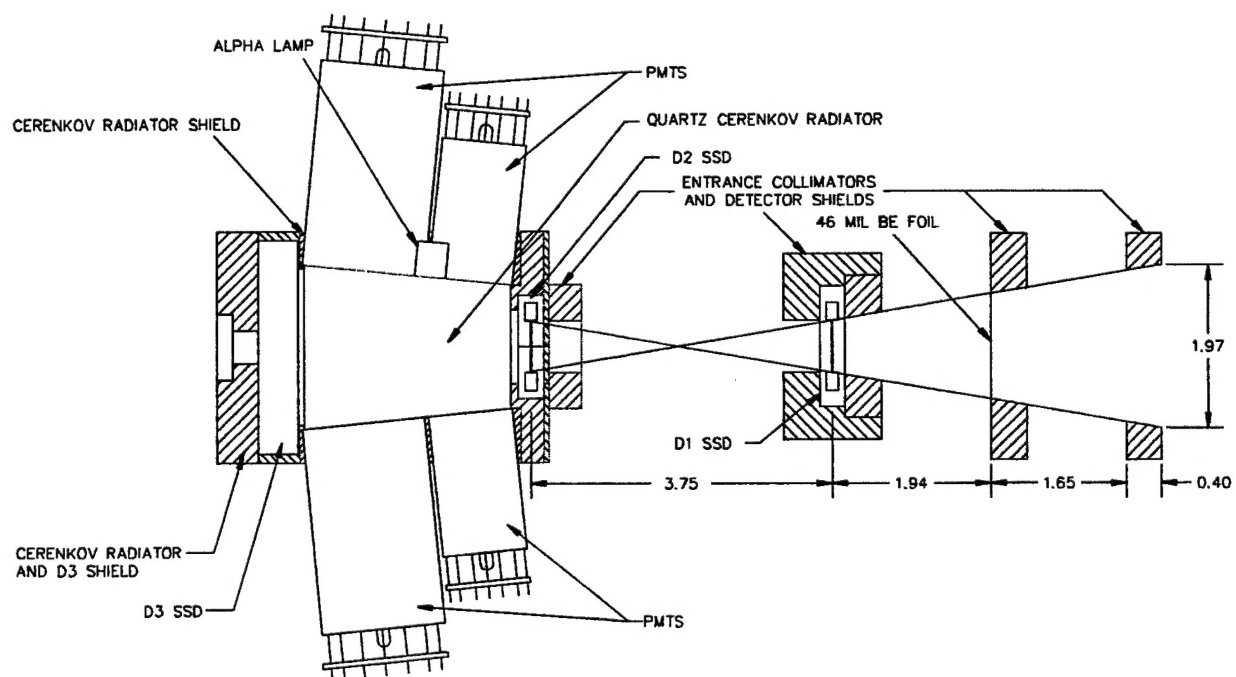 ALPHA LAMP
PMTS
CERENKOV RADIATOR SHIELD
QUARTZ CERENKOV RADIATOR
D2 SSD
ENTRANCE COLLIMATORS
AND DETECTOR SHIELDS
46 MIL BE FOIL
1.97
D1 SSD
3.75
1.94
1.65
0.40
CERENKOV RADIATOR
AND D3 SHIELD
D3 SSD
PMTS